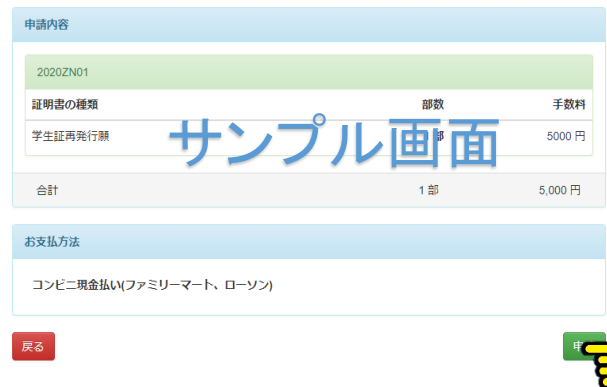 申請内容
2020ZN01
証明書の種類 部数 手数料
学生証再発行願 部 5000 円
サンプル画面
合計 1 部 5,000 円
お支払方法
コンビニ現金払い(ファミリーマート、ローソン)
戻る